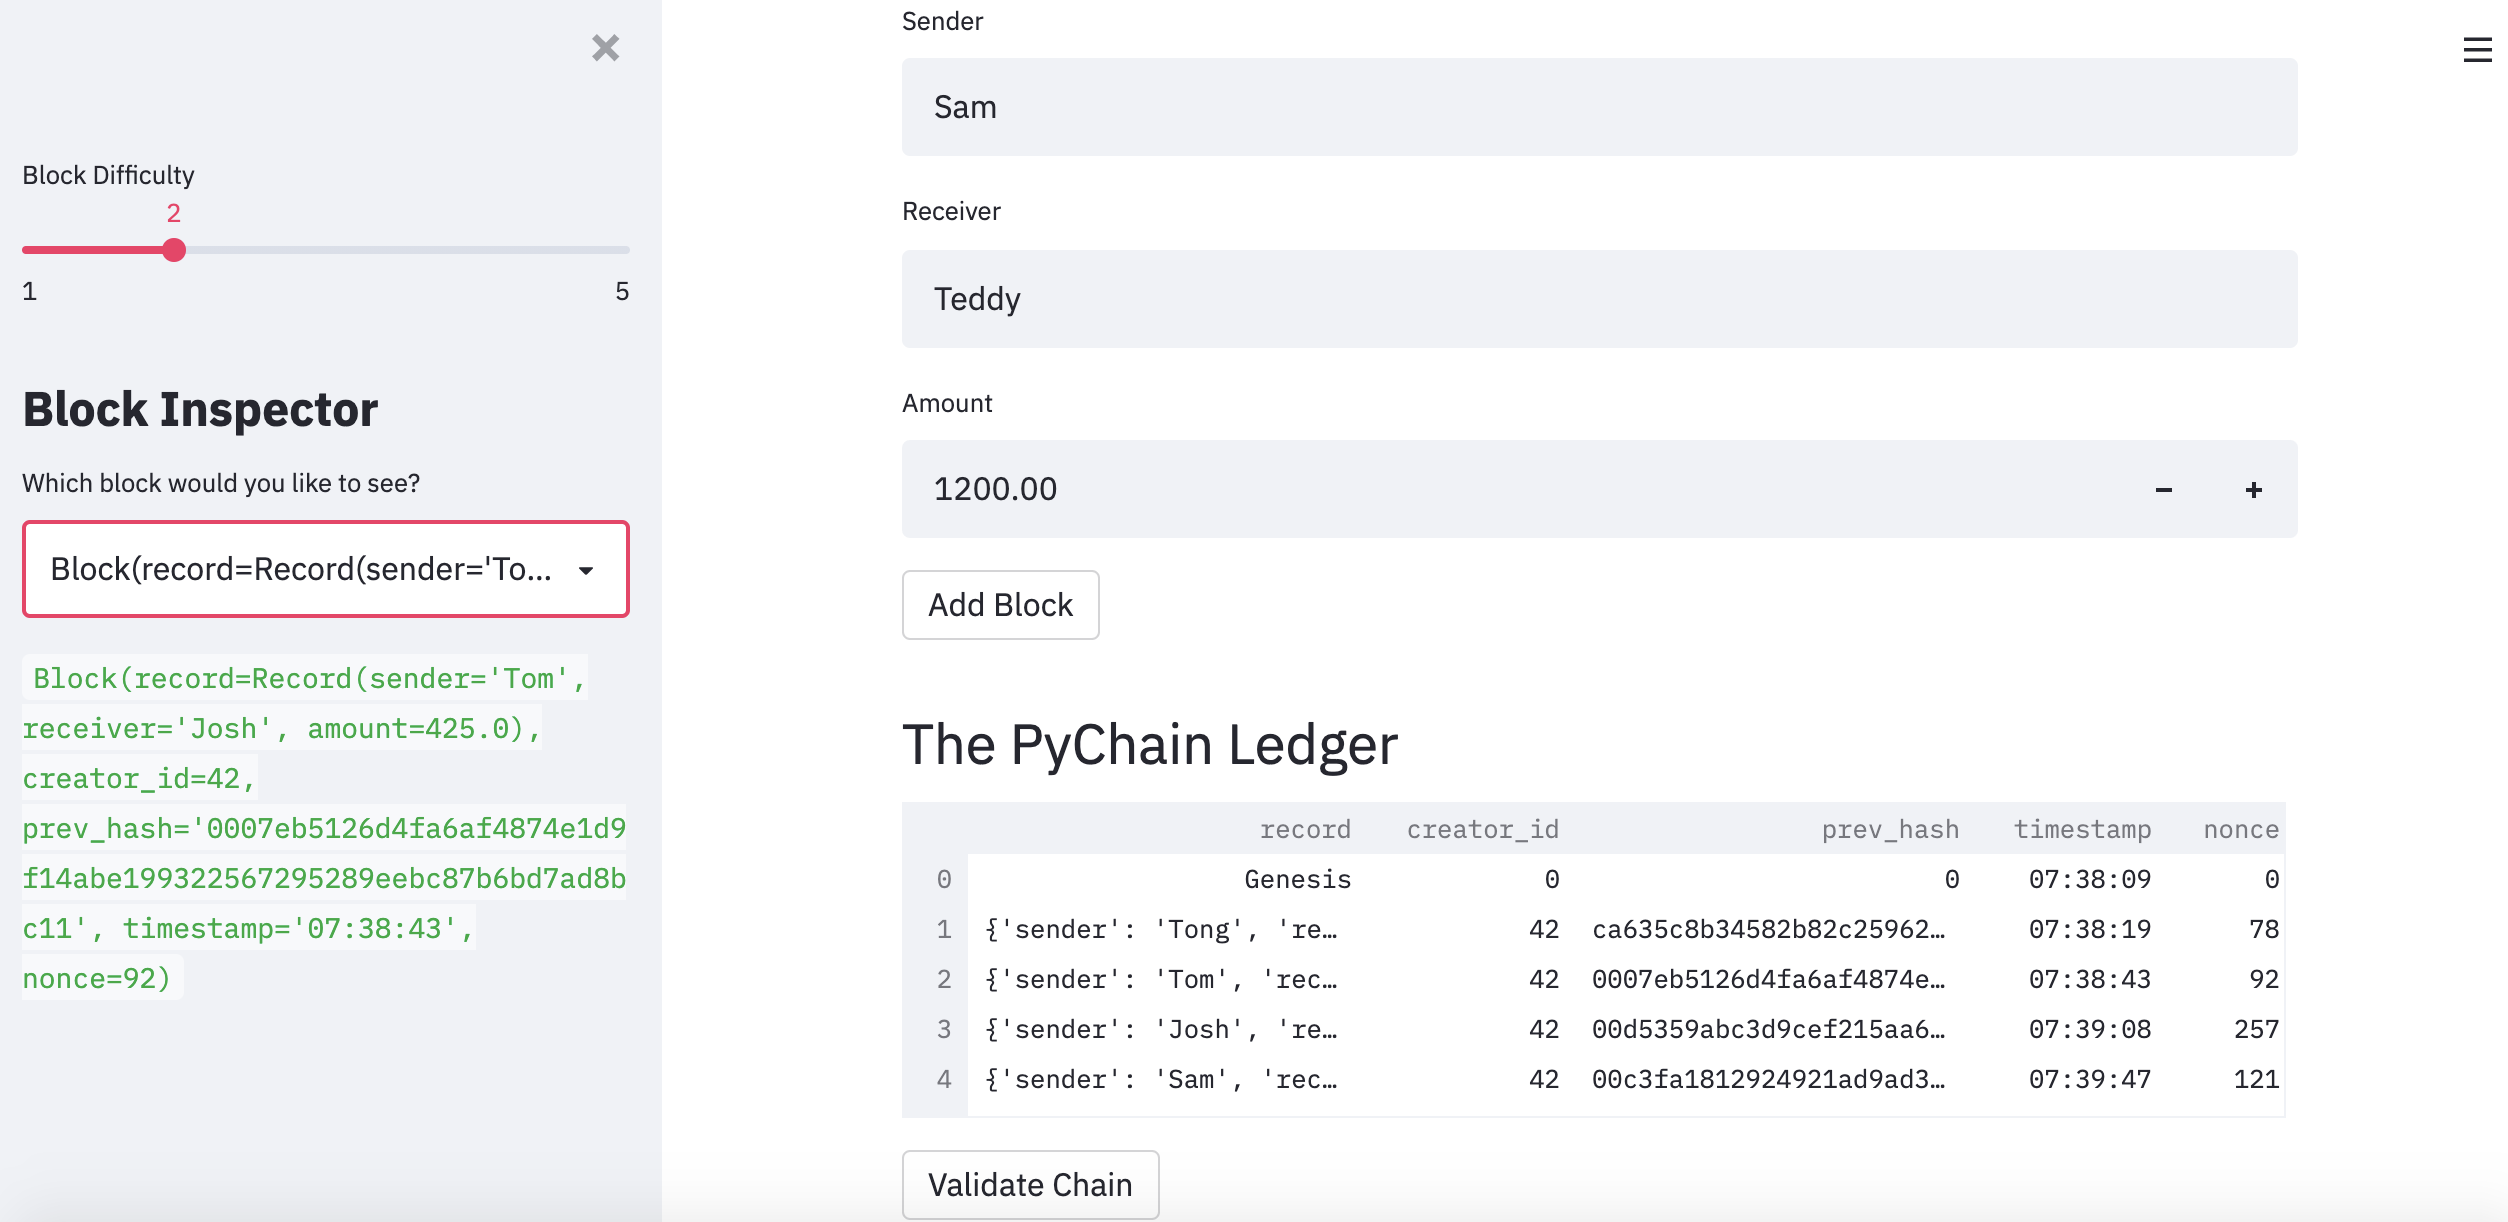 Block Difficulty
2
1 5
Block Inspector
Which block would you like to see?
Block(record=Record(sender='To...
Block(record=Record(sender='Tom',
receiver='Josh', amount=425.0),
creator_id=42,
prev_hash='0007eb5126d4fa6af4874e1d9
f14abe199322567295289eebc87b6bd7ad8b
c11', timestamp='07:38:43',
nonce=92)
Sender
Sam
Receiver
Teddy
Amount
1200.00 − +
Add Block
The PyChain Ledger
record creator_id prev_hash timestamp nonce
0 Genesis 0 0 07:38:09 0
1 {'sender': 'Tong', 're… 42 ca635c8b34582b82c25962… 07:38:19 78
2 {'sender': 'Tom', 'rec… 42 0007eb5126d4fa6af4874e… 07:38:43 92
3 {'sender': 'Josh', 're… 42 00d5359abc3d9cef215aa6… 07:39:08 257
4 {'sender': 'Sam', 'rec… 42 00c3fa1812924921ad9ad3… 07:39:47 121
Validate Chain